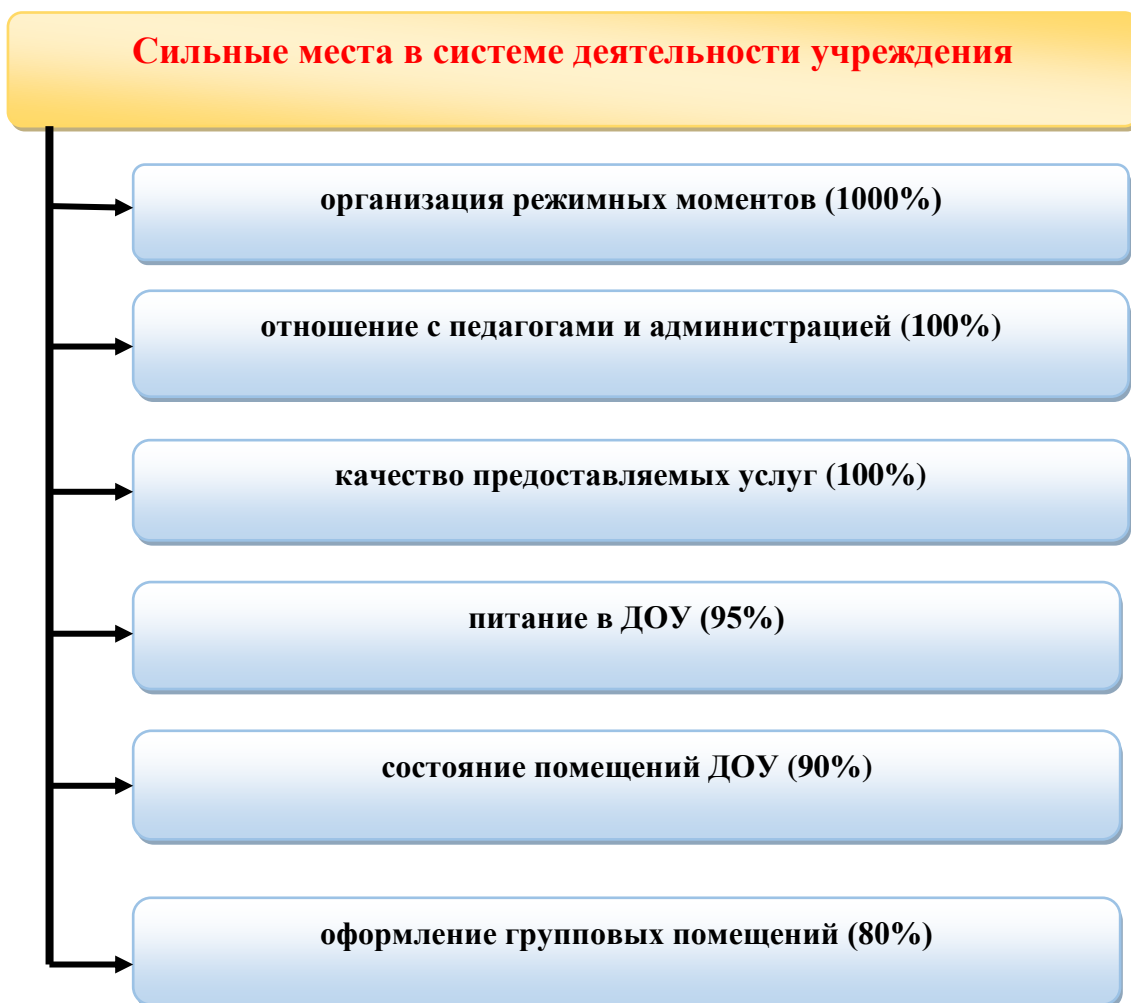 Сильные места в системе деятельности учреждения
организация режимных моментов (1000%)
отношение с педагогами и администрацией (100%)
качество предоставляемых услуг (100%)
питание в ДОУ (95%)
состояние помещений ДОУ (90%)
оформление групповых помещений (80%)